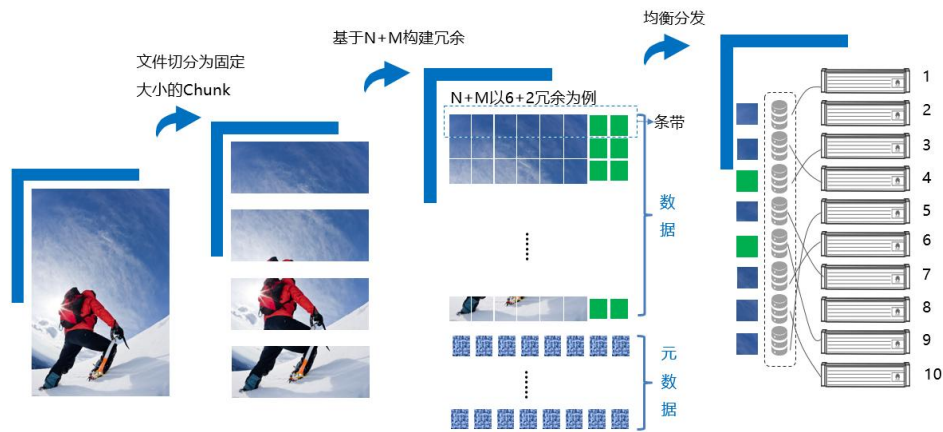 文件切分为固定
大小的Chunk
基于N+M构建冗余
N+M以6+2冗余为例
条带
数
据
元
数
据
均衡分发
1
2
3
4
5
6
7
8
9
10